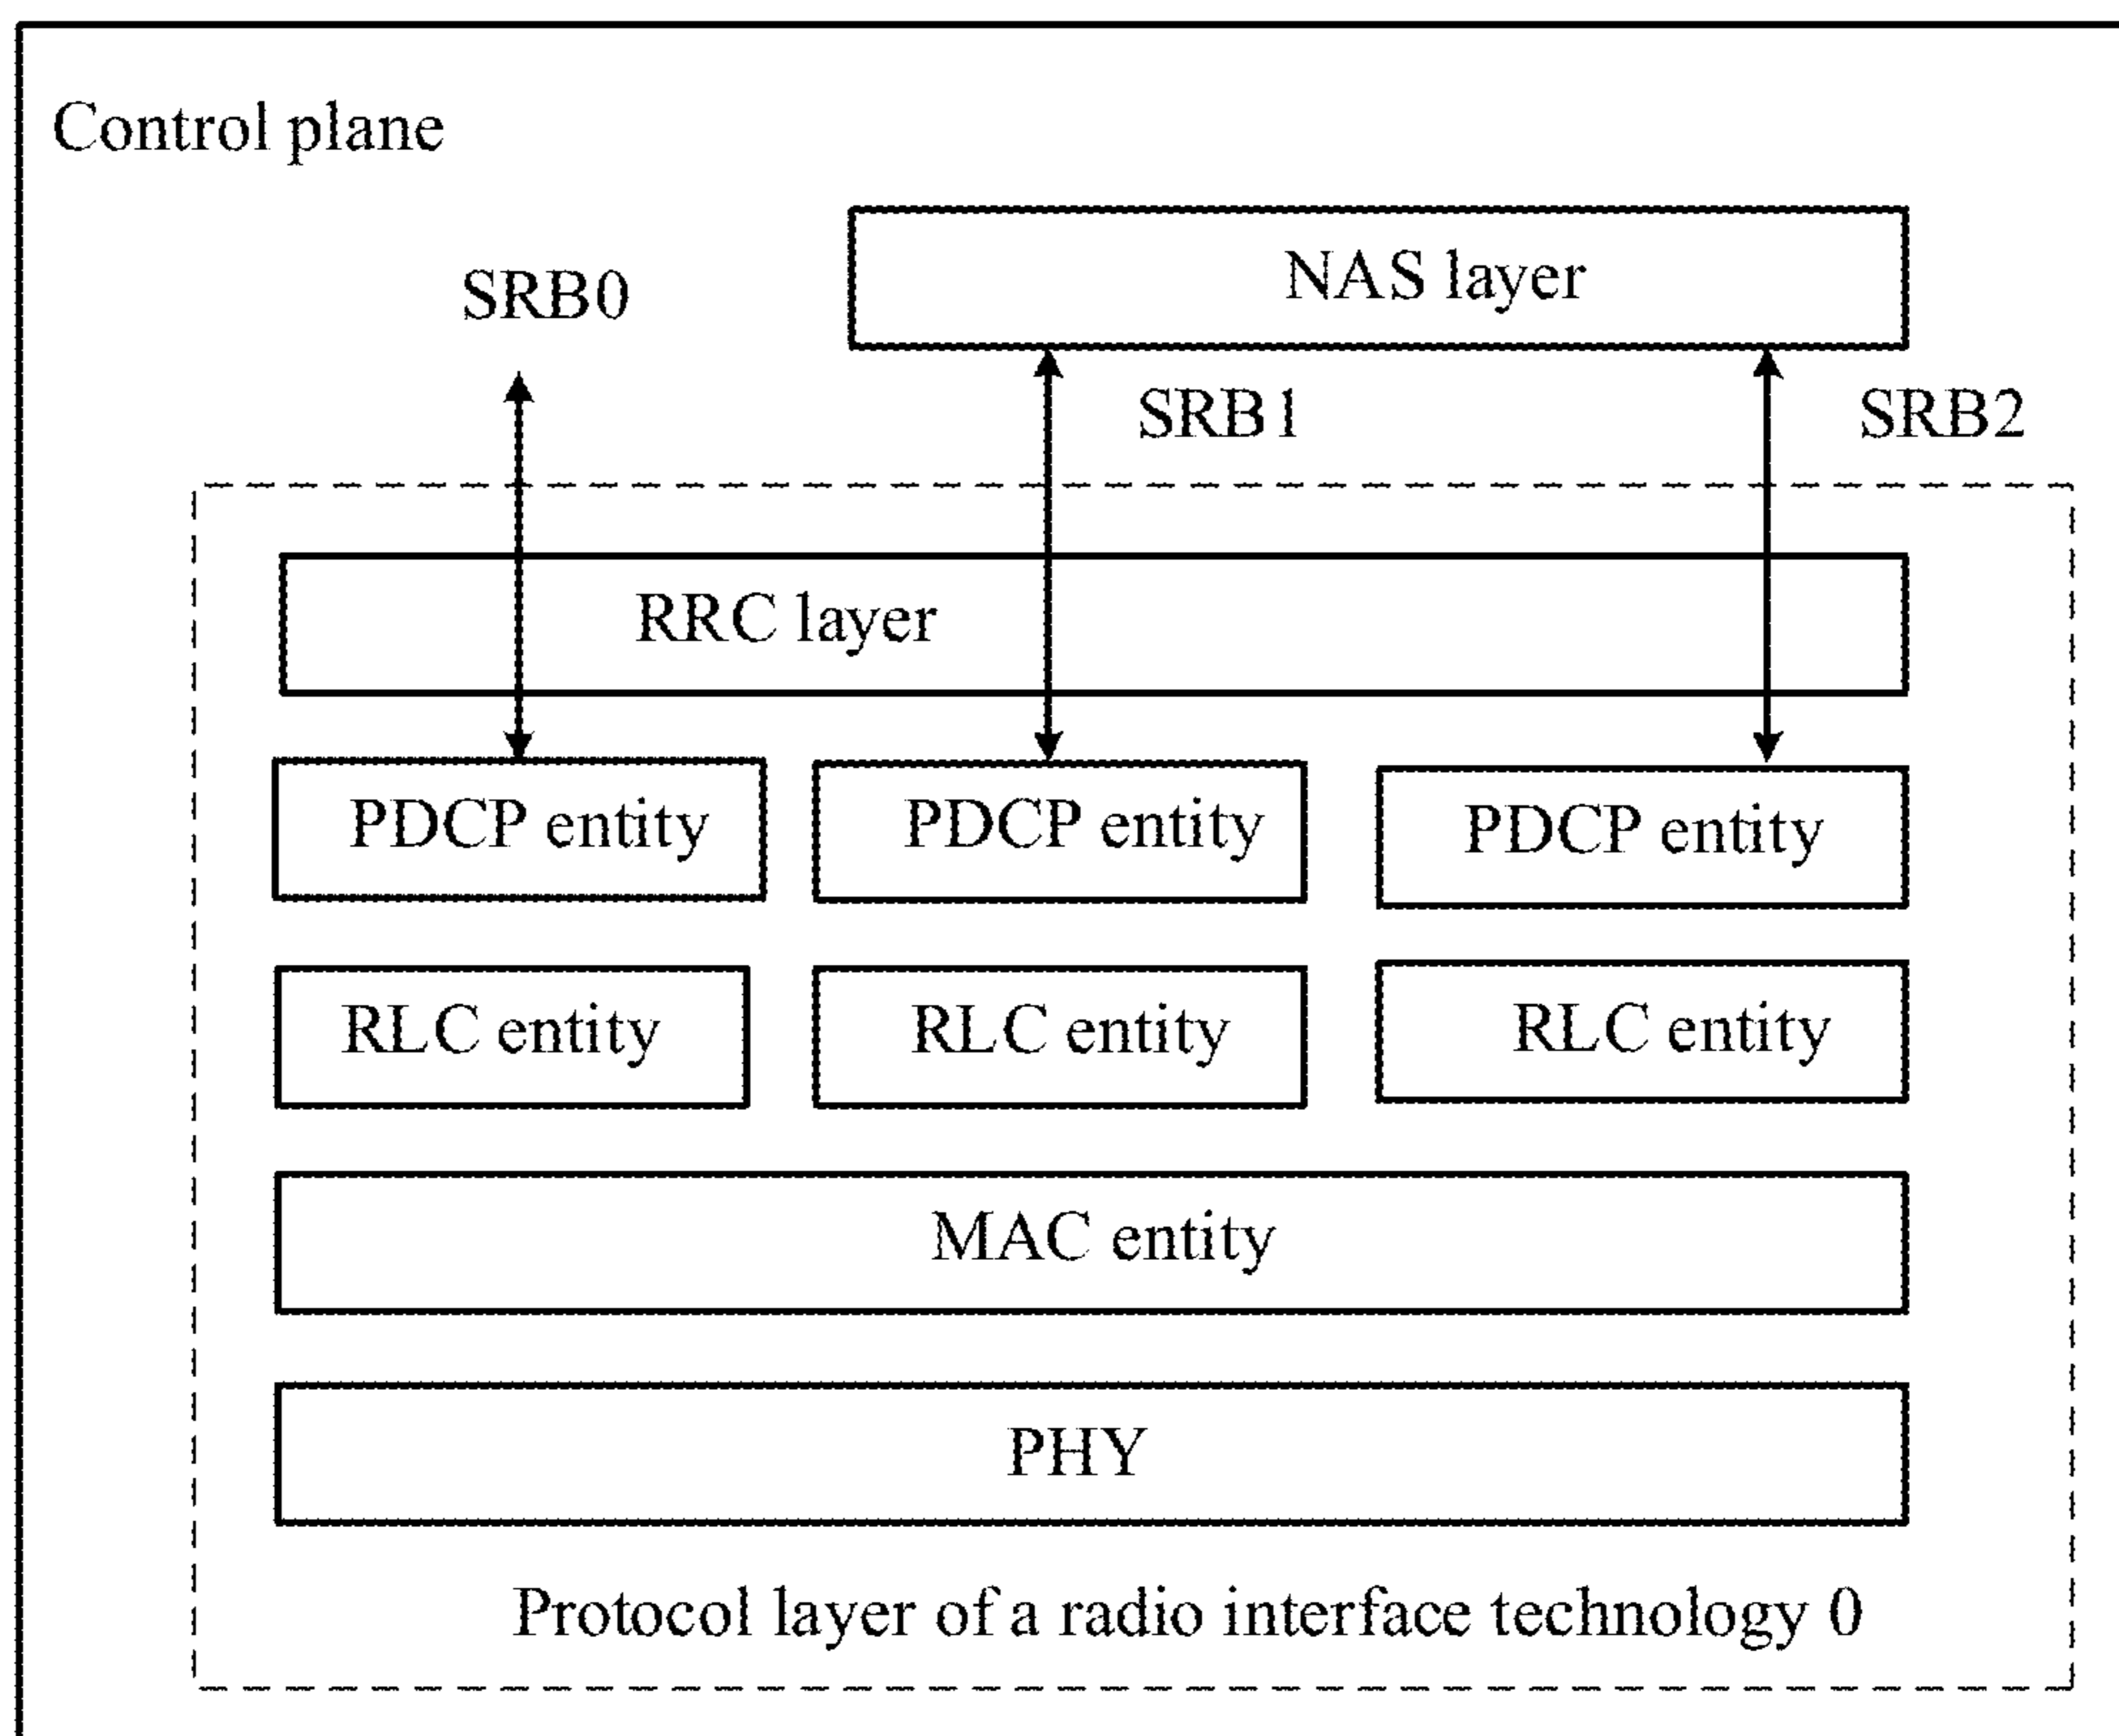 Control plane
NAS layer
SRB0
SRB1
SRB2
RRC layer
PDCP entity
PDCP entity
PDCP entity
RLC entity
RLC entity
RLC entity
MAC entity
PHY
Protocol layer of a radio interface technology 0